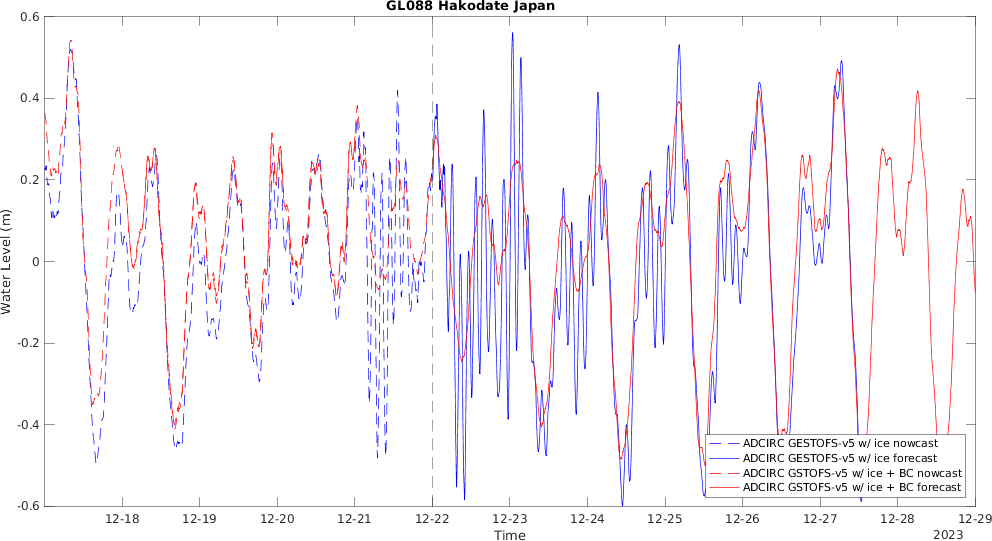 GL088 Hakodate Japan
0.6
0.4
0.2
0
-0.2
-0.4
-0.6
Water Level (m)
ADCIRC GESTOFS-v5 w/ ice nowcast
ADCIRC GESTOFS-v5 w/ ice forecast
ADCIRC GSTOFS-v5 w/ ice + BC nowcast
ADCIRC GSTOFS-v5 w/ ice + BC forecast
12-18 12-19 12-20 12-21 12-22 12-23 12-24 12-25 12-26 12-27 12-28 12-29
Time
2023